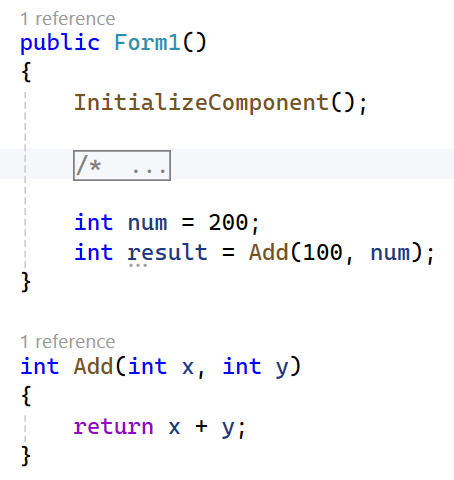 1 reference
public Form1()
{
InitializeComponent();
/* ...
int num = 200;
int result = Add(100, num);
}
1 reference
int Add(int x, int y)
{
return x + y;
}